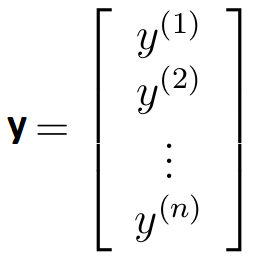 y = [ y^(1)
y^(2)
⋮
y^(n) ]